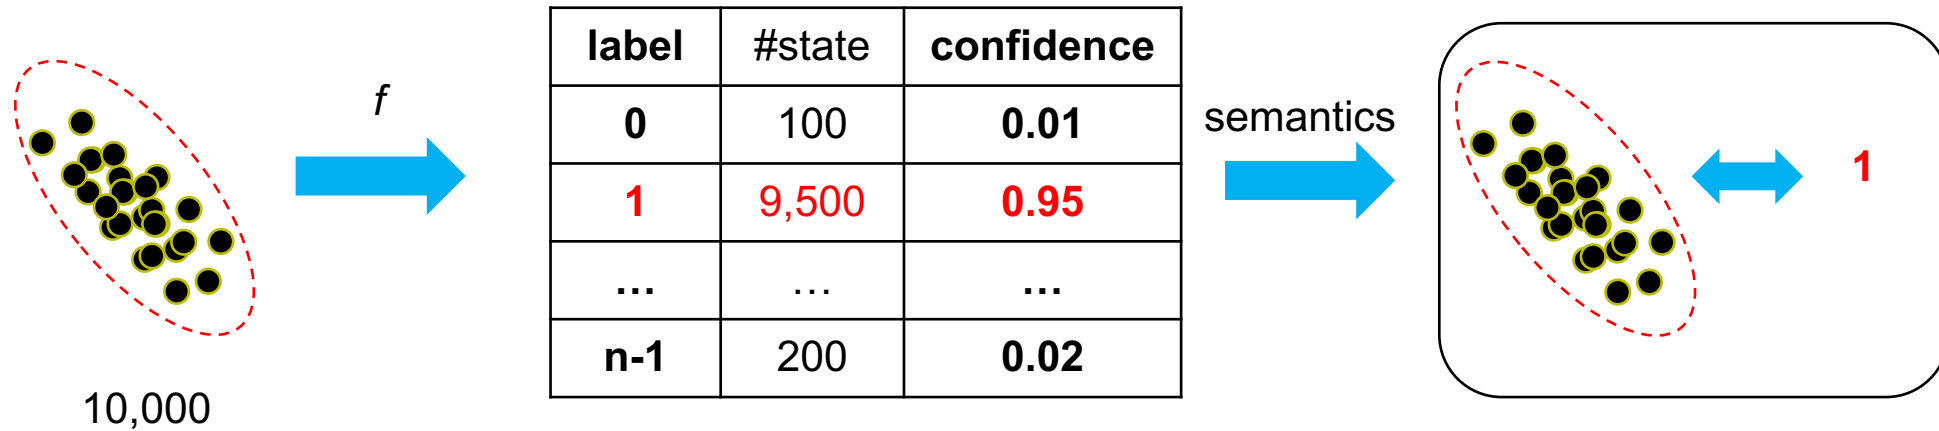 10,000
f
label #state confidence
0 100 0.01
1 9,500 0.95
... ... ...
n-1 200 0.02
semantics
1